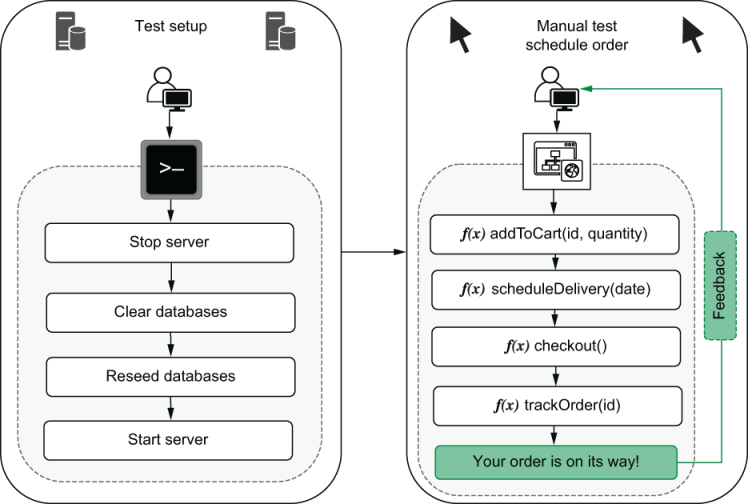 Test setup
>_
Stop server
Clear databases
Reseed databases
Start server
Manual test
schedule order
f(x) addToCart(id, quantity)
f(x) scheduleDelivery(date)
f(x) checkout()
f(x) trackOrder(id)
Your order is on its way!
Feedback